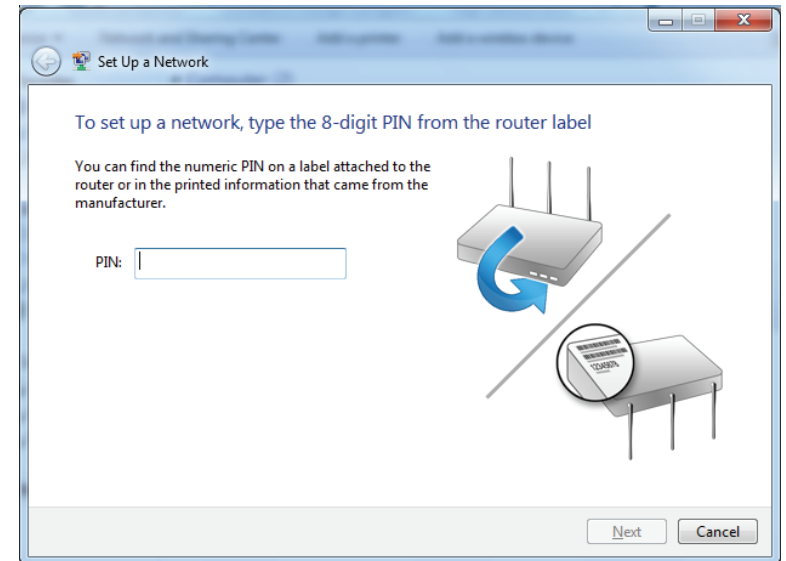 Set Up a Network
To set up a network, type the 8-digit PIN from the router label
You can find the numeric PIN on a label attached to the
router or in the printed information that came from the
manufacturer.
PIN:
12345678
Next
Cancel